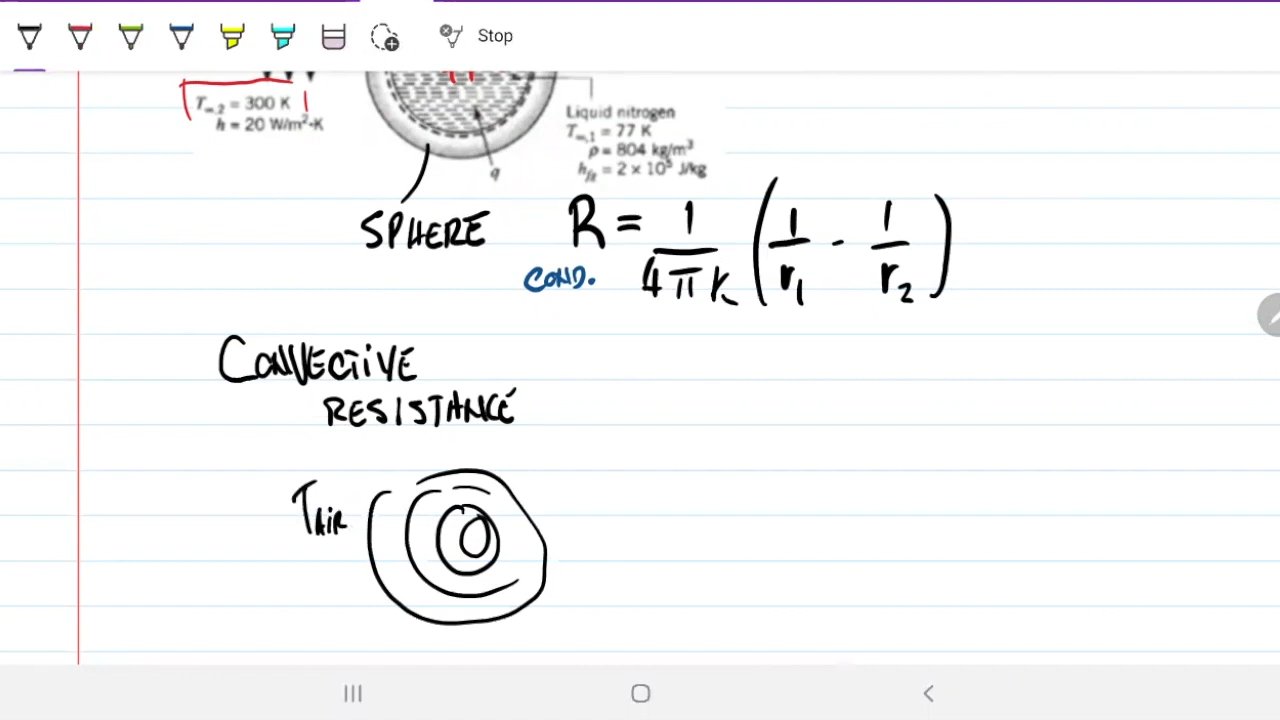 Stop
T∞,2 = 300 K
h = 20 W/m²·K
Liquid nitrogen
T∞,1 = 77 K
ρ = 804 kg/m³
hfg = 2 × 10⁵ J/kg
q
SPHERE
R = 1 / 4πk (1/r₁ - 1/r₂)
COND.
CONVECTIVE
RESISTANCE
TAIR